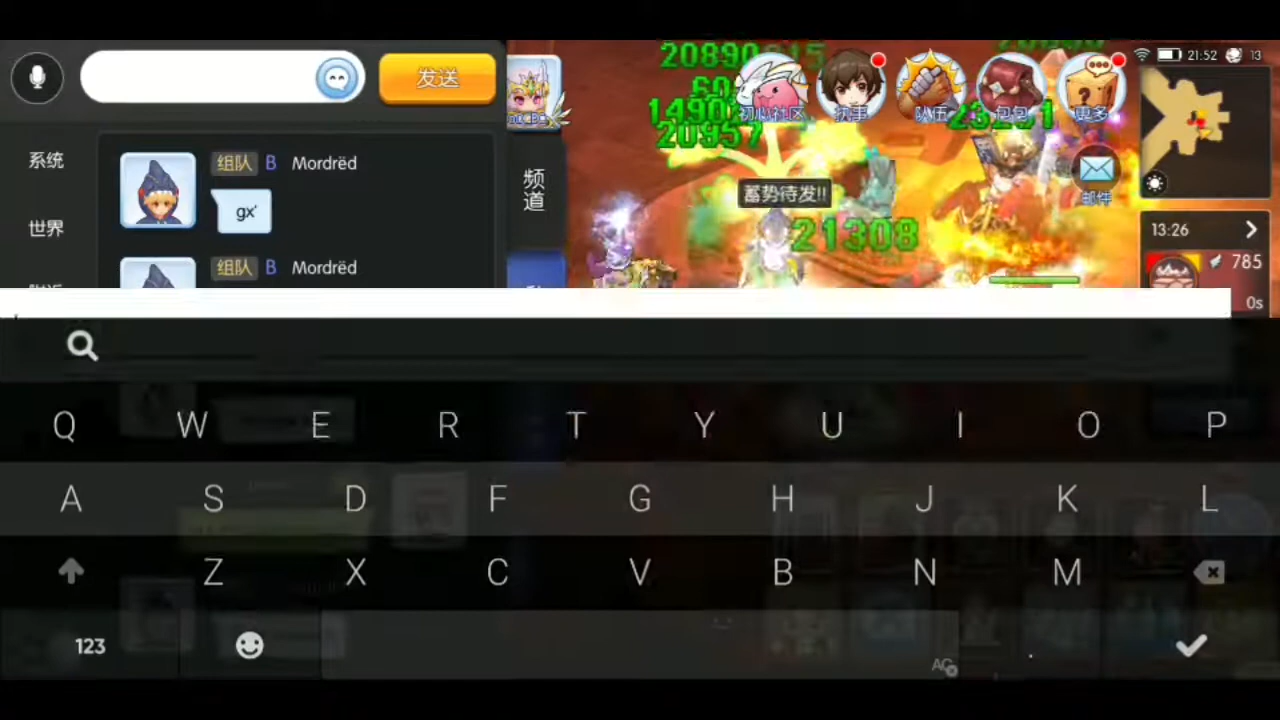 发送
系统
世界
组队 B Mordrëd
gx'
组队 B Mordrëd
频道
20957
21308
蓄势待发!!
初心社区
执事
队伍
包包
更多
21:52
13
邮件
13:26
785
0s
Q W E R T Y U I O P
A S D F G H J K L
Z X C V B N M
123
.